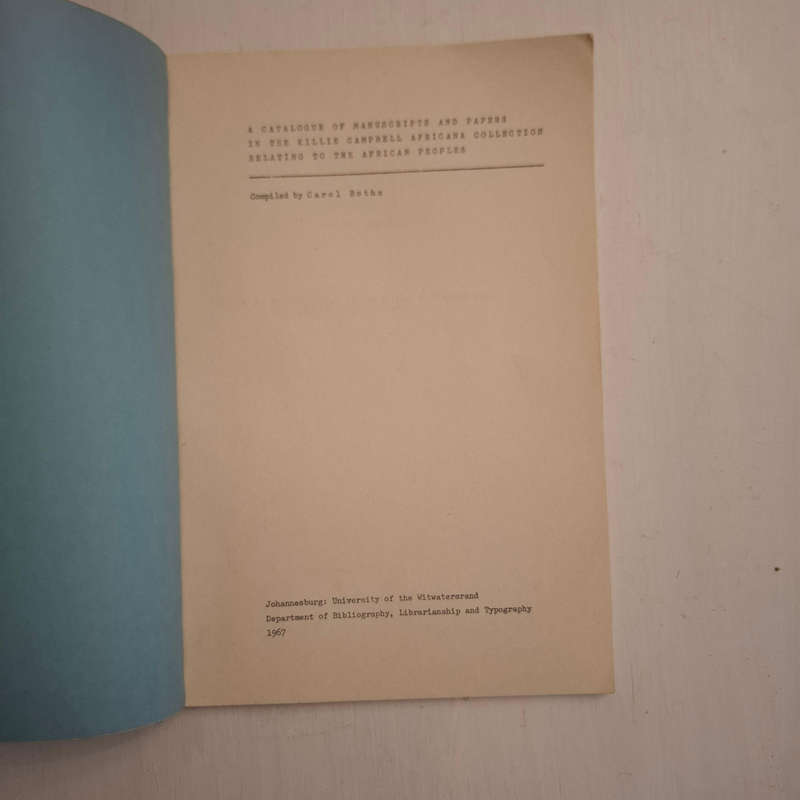 A CATALOGUE OF MANUSCRIPTS AND PAPERS
IN THE KILLIE CAMPBELL AFRICANA COLLECTION
RELATING TO THE AFRICAN PEOPLES
Compiled by Carol Botha
Johannesburg: University of the Witwatersrand
Department of Bibliography, Librarianship and Typography
1967